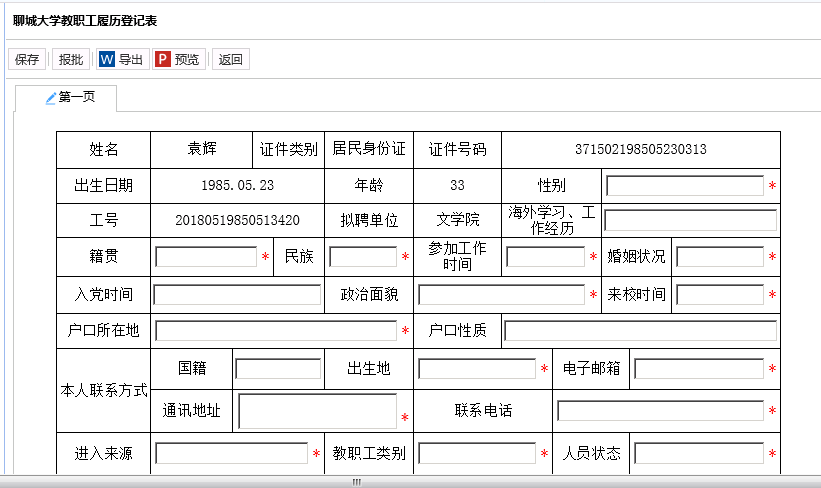 聊城大学教职工履历登记表
保存 报批 W 导出 P 预览 返回
第一页
姓名 袁辉 证件类别 居民身份证 证件号码 371502198505230313
出生日期 1985.05.23 年龄 33 性别 *
工号 20180519850513420 拟聘单位 文学院 海外学习、工
作经历
籍贯 * 民族 * 参加工作 * 婚姻状况 *
时间
入党时间 政治面貌 * 来校时间 *
户口所在地 * 户口性质
本人联系方式 国籍 出生地 * 电子邮箱 *
通讯地址 * 联系电话 *
进入来源 * 教职工类别 * 人员状态 *